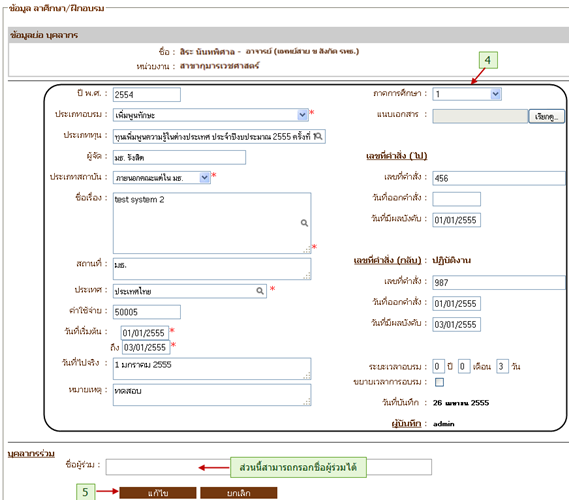 ข้อมูล ลาศึกษา/ฝึกอบรม
ข้อมูลบ่อ บุคลากร
ชื่อ : สิระ นันทพิศาล - อาจารย์ (แพทย์สาย ข สังกัด รพธ.)
หน่วยงาน : สาขากุมารเวชศาสตร์
4
ปี พ.ศ. : 2554
ภาคการศึกษา : 1
ประเภทอบรม : เพิ่มพูนทักษะ *
แนบเอกสาร : เรียกดู...
ประเภททุน : ทุนเพิ่มพูนความรู้ในต่างประเทศ ประจำปีงบประมาณ 2555 ครั้งที่ 1
ผู้จัด : มธ. รังสิต
เลขที่คำสั่ง (ไป)
ประเภทสถาบัน : ภายนอกคณะแต่ใน มธ. *
เลขที่คำสั่ง : 456
ชื่อเรื่อง : test system 2 *
วันที่ออกคำสั่ง :
วันที่มีผลบังคับ : 01/01/2555
สถานที่ : มธ.
เลขที่คำสั่ง (กลับ) : ปฏิบัติงาน
ประเทศ : ประเทศไทย *
เลขที่คำสั่ง : 987
ค่าใช้จ่าย : 50005
วันที่ออกคำสั่ง : 01/01/2555
วันที่เริ่มต้น : 01/01/2555 *
วันที่มีผลบังคับ : 03/01/2555
ถึง 03/01/2555 *
วันที่ไปจริง : 1 มกราคม 2555
ระยะเวลาอบรม : 0 ปี 0 เดือน 3 วัน
ขยายเวลาการอบรม :
หมายเหตุ : ทดสอบ
วันที่บันทึก : 26 เมษายน 2555
ผู้บันทึก : admin
บุคลากรร่วม
ชื่อผู้ร่วม :
ส่วนนี้สามารถกรอกชื่อผู้ร่วมได้
5
แก้ไข
ยกเลิก